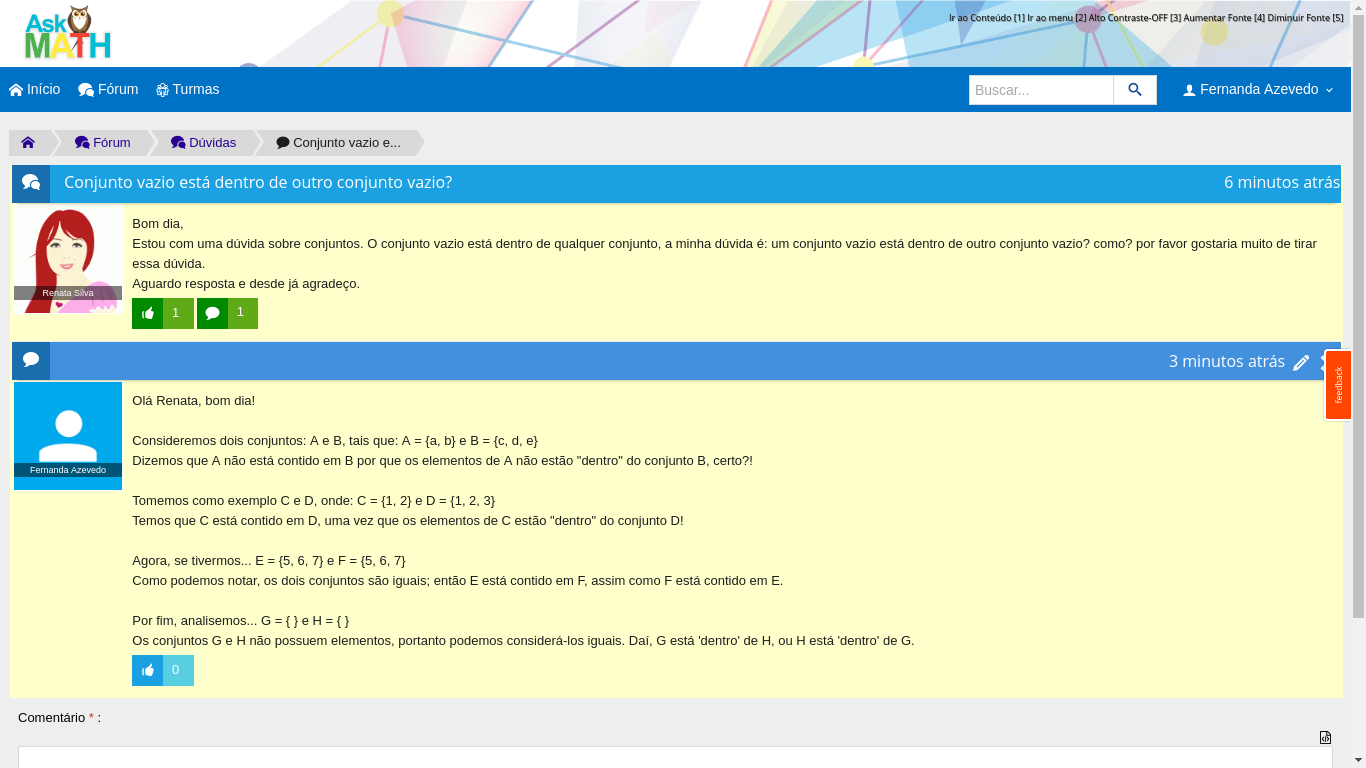 Ask
MATH
Ir ao Conteúdo [1] Ir ao menu [2] Alto Contraste-OFF [3] Aumentar Fonte [4] Diminuir Fonte [5]
Início Fórum Turmas Buscar... Fernanda Azevedo
Fórum Dúvidas Conjunto vazio e...
Conjunto vazio está dentro de outro conjunto vazio? 6 minutos atrás
Bom dia,
Estou com uma dúvida sobre conjuntos. O conjunto vazio está dentro de qualquer conjunto, a minha dúvida é: um conjunto vazio está dentro de outro conjunto vazio? como? por favor gostaria muito de tirar
essa dúvida.
Aguardo resposta e desde já agradeço.
Renata Silva
1 1
3 minutos atrás
feedback
Olá Renata, bom dia!
Consideremos dois conjuntos: A e B, tais que: A = {a, b} e B = {c, d, e}
Dizemos que A não está contido em B por que os elementos de A não estão "dentro" do conjunto B, certo?!
Fernanda Azevedo
Tomemos como exemplo C e D, onde: C = {1, 2} e D = {1, 2, 3}
Temos que C está contido em D, uma vez que os elementos de C estão "dentro" do conjunto D!
Agora, se tivermos... E = {5, 6, 7} e F = {5, 6, 7}
Como podemos notar, os dois conjuntos são iguais; então E está contido em F, assim como F está contido em E.
Por fim, analisemos... G = { } e H = { }
Os conjuntos G e H não possuem elementos, portanto podemos considerá-los iguais. Daí, G está 'dentro' de H, ou H está 'dentro' de G.
0
Comentário * :